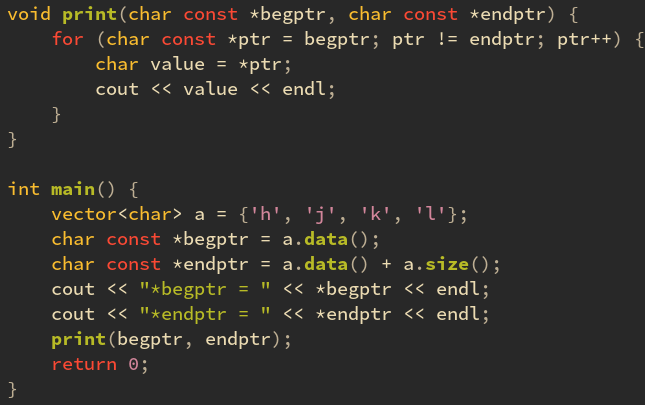 void print(char const *begptr, char const *endptr) {
    for (char const *ptr = begptr; ptr != endptr; ptr++) {
        char value = *ptr;
        cout << value << endl;
    }
}

int main() {
    vector<char> a = {'h', 'j', 'k', 'l'};
    char const *begptr = a.data();
    char const *endptr = a.data() + a.size();
    cout << "*begptr = " << *begptr << endl;
    cout << "*endptr = " << *endptr << endl;
    print(begptr, endptr);
    return 0;
}